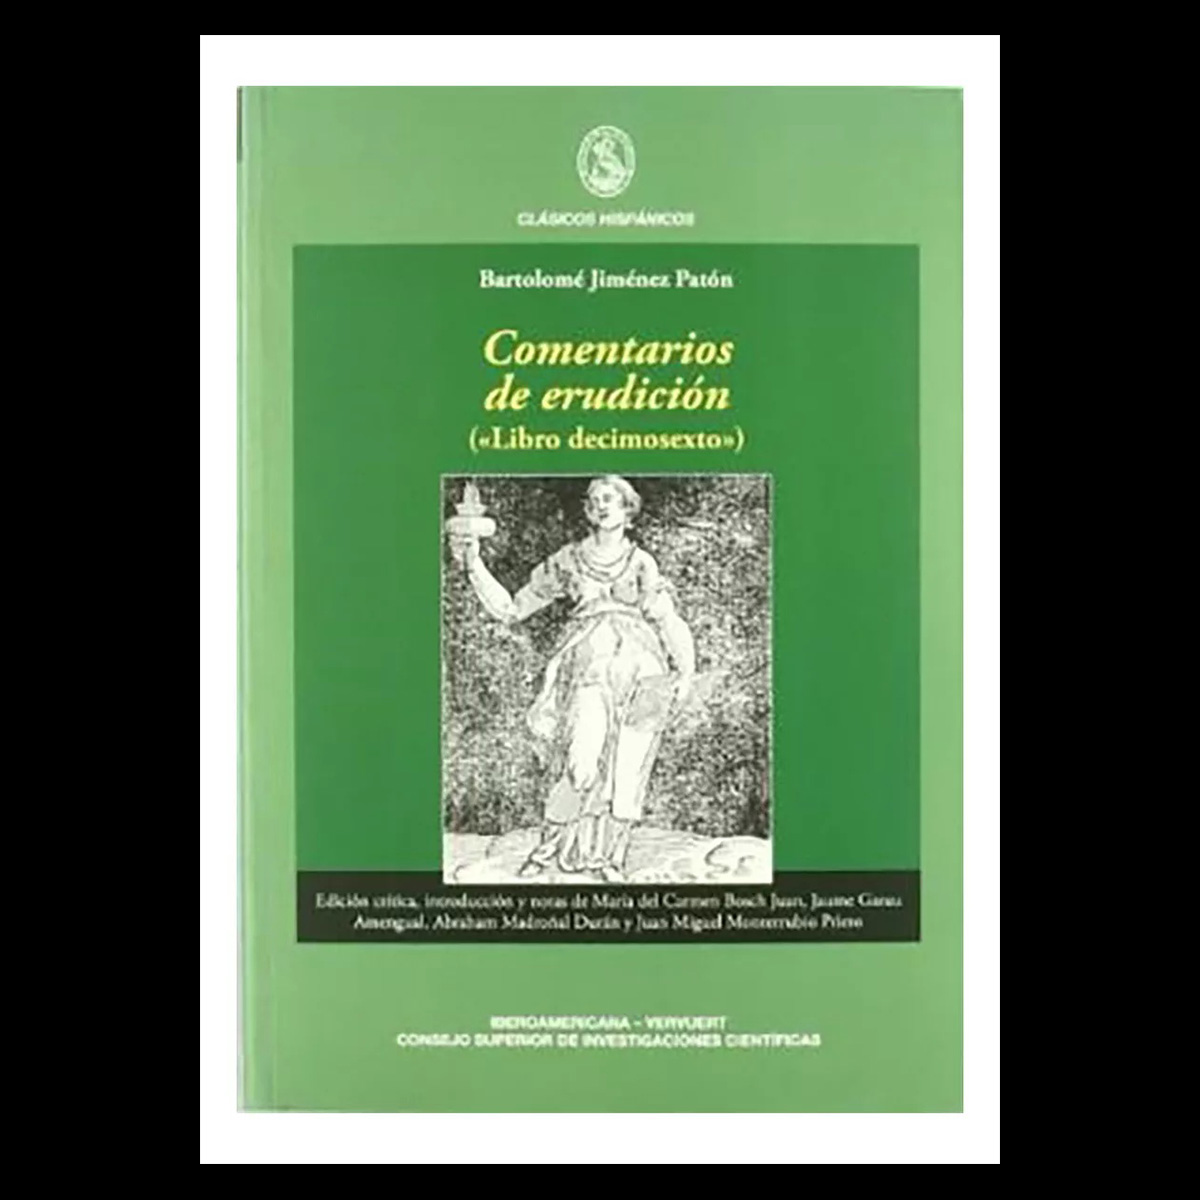 CLÁSICOS HISPÁNICOS
Bartolomé Jiménez Patón
Comentarios
de erudición
(«Libro decimosexto»)
Edición crítica, introducción y notas de María del Carmen Bosch Juan, Jaume Garau
Amengual, Abraham Madroñal Durán y Juan Miguel Monterrubio Prieto
IBEROAMERICANA - VERVUERT
CONSEJO SUPERIOR DE INVESTIGACIONES CIENTÍFICAS